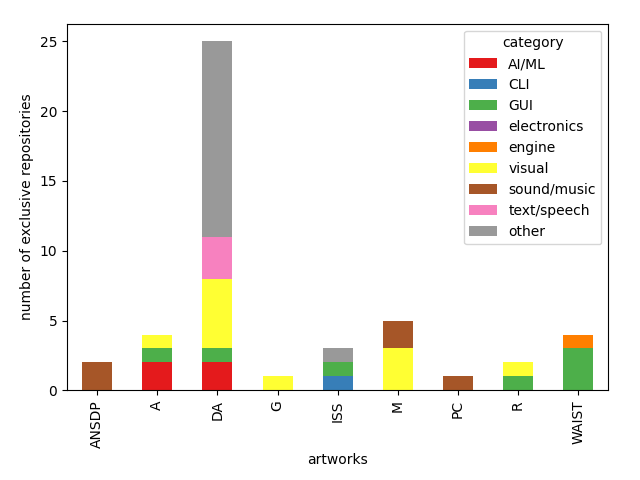 25
20
15
10
5
0
number of exclusive repositories
category
AI/ML
CLI
GUI
electronics
engine
visual
sound/music
text/speech
other
ANSDP
A
DA
G
ISS
M
PC
R
WAIST
artworks